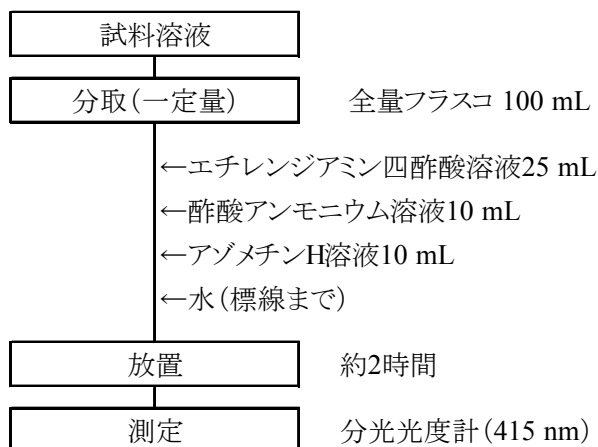 試料溶液
分取(一定量) 全量フラスコ 100 mL
←エチレンジアミン四酢酸溶液25 mL
←酢酸アンモニウム溶液10 mL
←アゾメチンH溶液10 mL
←水(標線まで)
放置 約2時間
測定 分光光度計(415 nm)